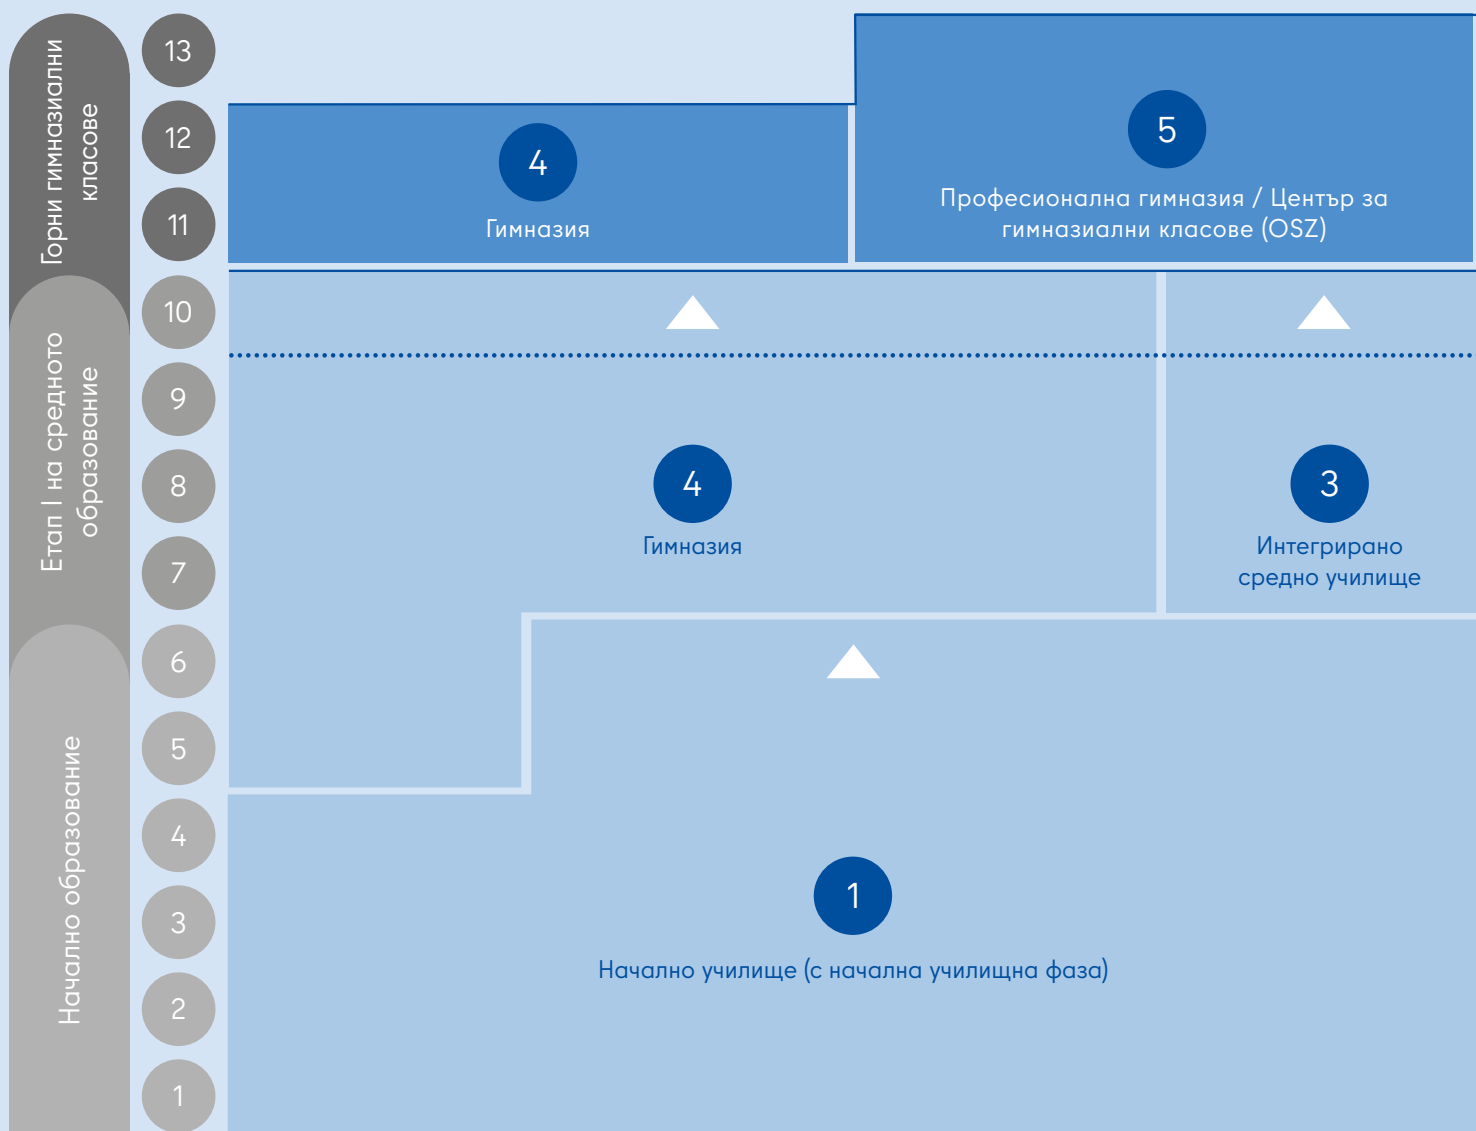 Горни гимназиални
класове
Етап I на средното
образование
Начално образование
13
12
11
10
9
8
7
6
5
4
3
2
1
4
Гимназия
5
Професионална гимназия / Център за
гимназиални класове (OSZ)
4
Гимназия
3
Интегрирано
средно училище
1
Начално училище (с начална училищна фаза)